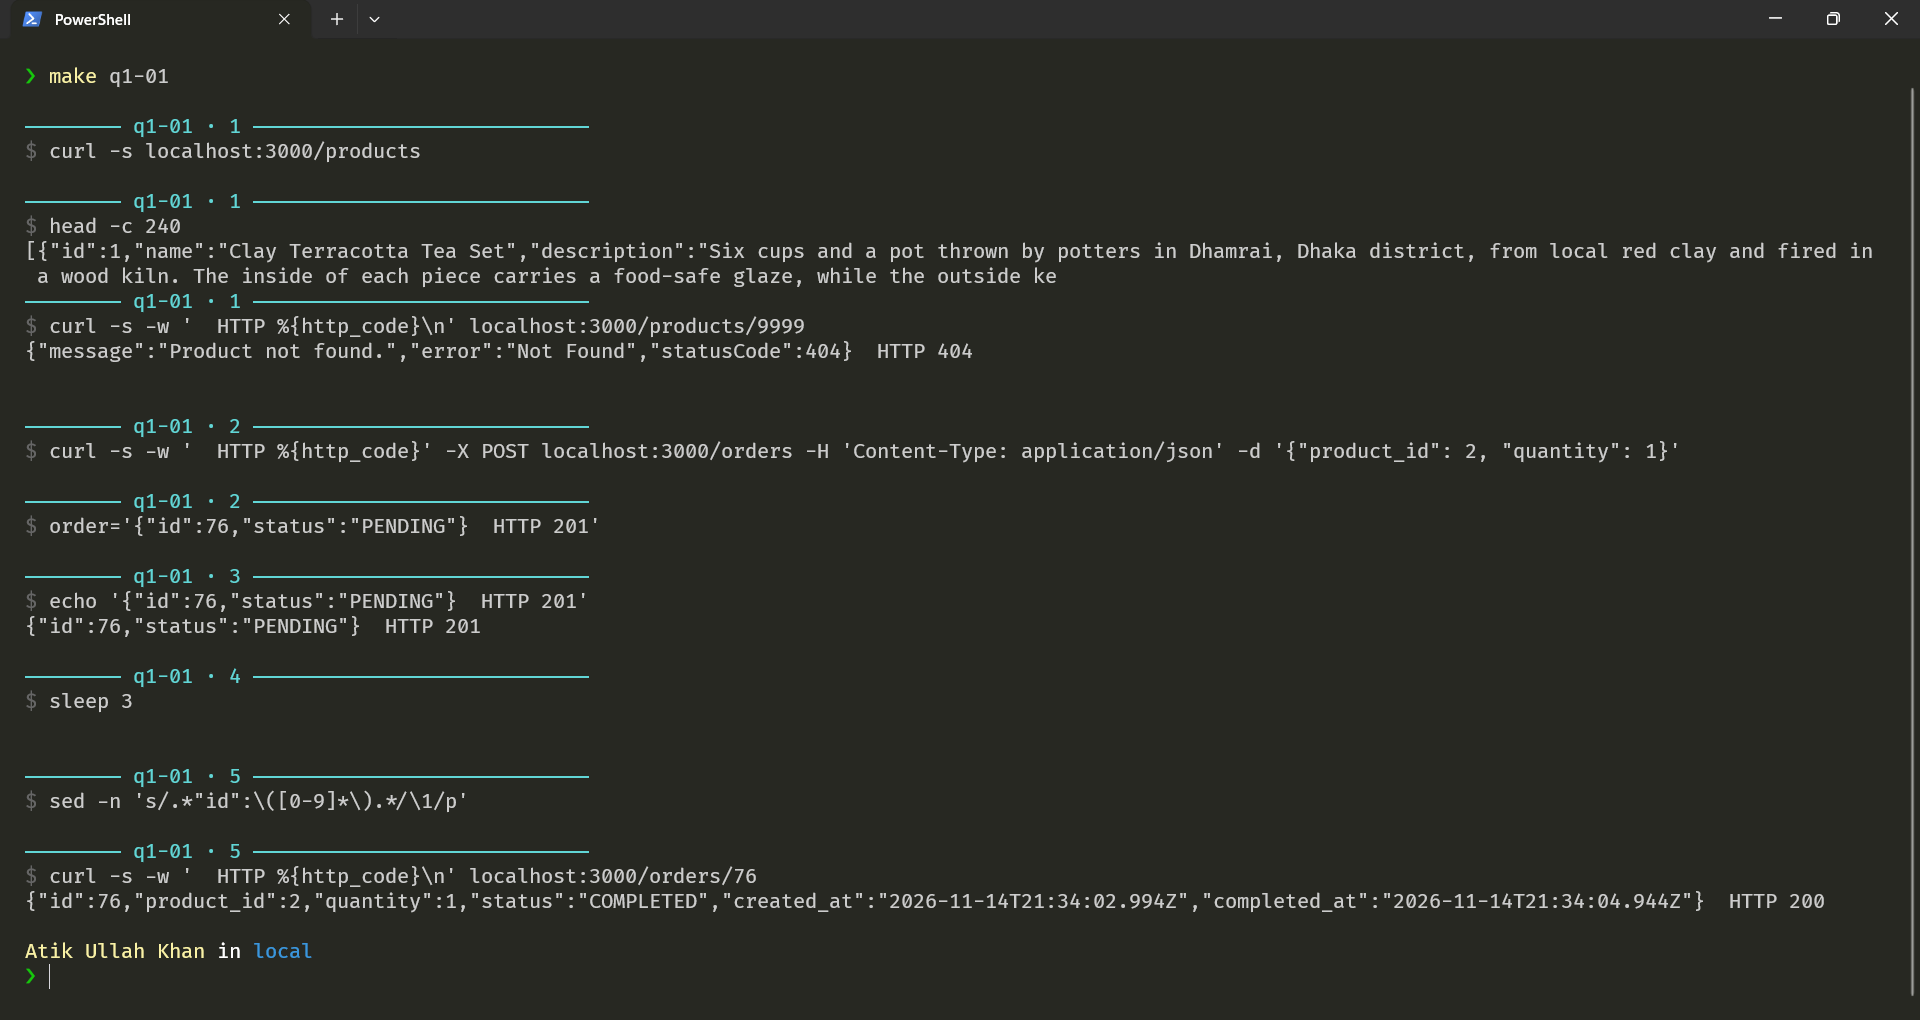 PowerShell
❯ make q1-01
──────── q1-01 · 1 ────────────────────────────
$ curl -s localhost:3000/products
──────── q1-01 · 1 ────────────────────────────
$ head -c 240
[{"id":1,"name":"Clay Terracotta Tea Set","description":"Six cups and a pot thrown by potters in Dhamrai, Dhaka district, from local red clay and fired in
 a wood kiln. The inside of each piece carries a food-safe glaze, while the outside ke
──────── q1-01 · 1 ────────────────────────────
$ curl -s -w '  HTTP %{http_code}\n' localhost:3000/products/9999
{"message":"Product not found.","error":"Not Found","statusCode":404}  HTTP 404
──────── q1-01 · 2 ────────────────────────────
$ curl -s -w '  HTTP %{http_code}' -X POST localhost:3000/orders -H 'Content-Type: application/json' -d '{"product_id": 2, "quantity": 1}'
──────── q1-01 · 2 ────────────────────────────
$ order='{"id":76,"status":"PENDING"}  HTTP 201'
──────── q1-01 · 3 ────────────────────────────
$ echo '{"id":76,"status":"PENDING"}  HTTP 201'
{"id":76,"status":"PENDING"}  HTTP 201
──────── q1-01 · 4 ────────────────────────────
$ sleep 3
──────── q1-01 · 5 ────────────────────────────
$ sed -n 's/.*"id":\([0-9]*\).*/\1/p'
──────── q1-01 · 5 ────────────────────────────
$ curl -s -w '  HTTP %{http_code}\n' localhost:3000/orders/76
{"id":76,"product_id":2,"quantity":1,"status":"COMPLETED","created_at":"2026-11-14T21:34:02.994Z","completed_at":"2026-11-14T21:34:04.944Z"}  HTTP 200
Atik Ullah Khan in local
❯